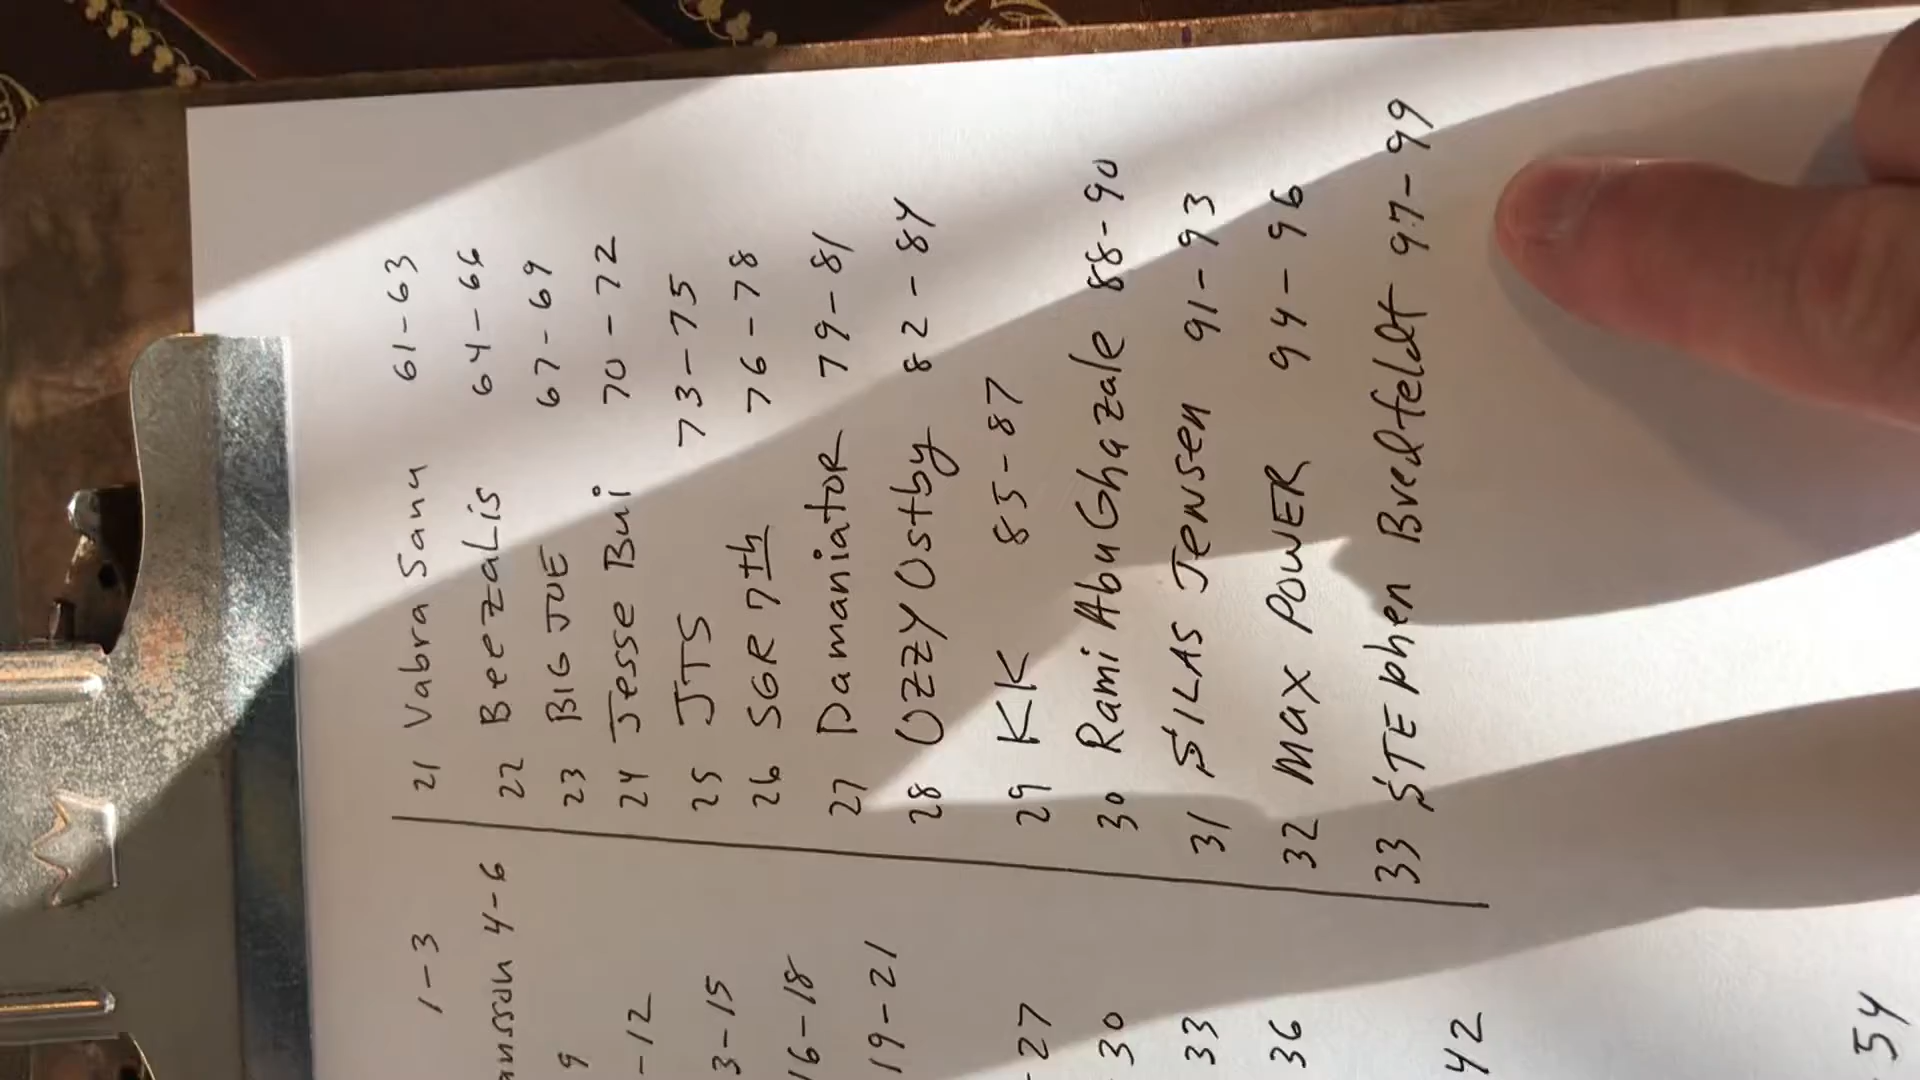 1-3
4-6
9
-12
3-15
16-18
19-21
-27
30
33
36
42
54
21 Vabra Sanu 61-63
22 BeezaLis 64-66
23 BIG JOE 67-69
24 Jesse Bui 70-72
25 JTS 73-75
26 SGR 7th 76-78
27 DamaniatoR 79-81
28 OZZY Ostby 82-84
29 KK 85-87
30 Rami Abu Ghazale 88-90
31 SILAS Jensen 91-93
32 Max POWER 94-96
33 STEphen Bredfeldt 97-99